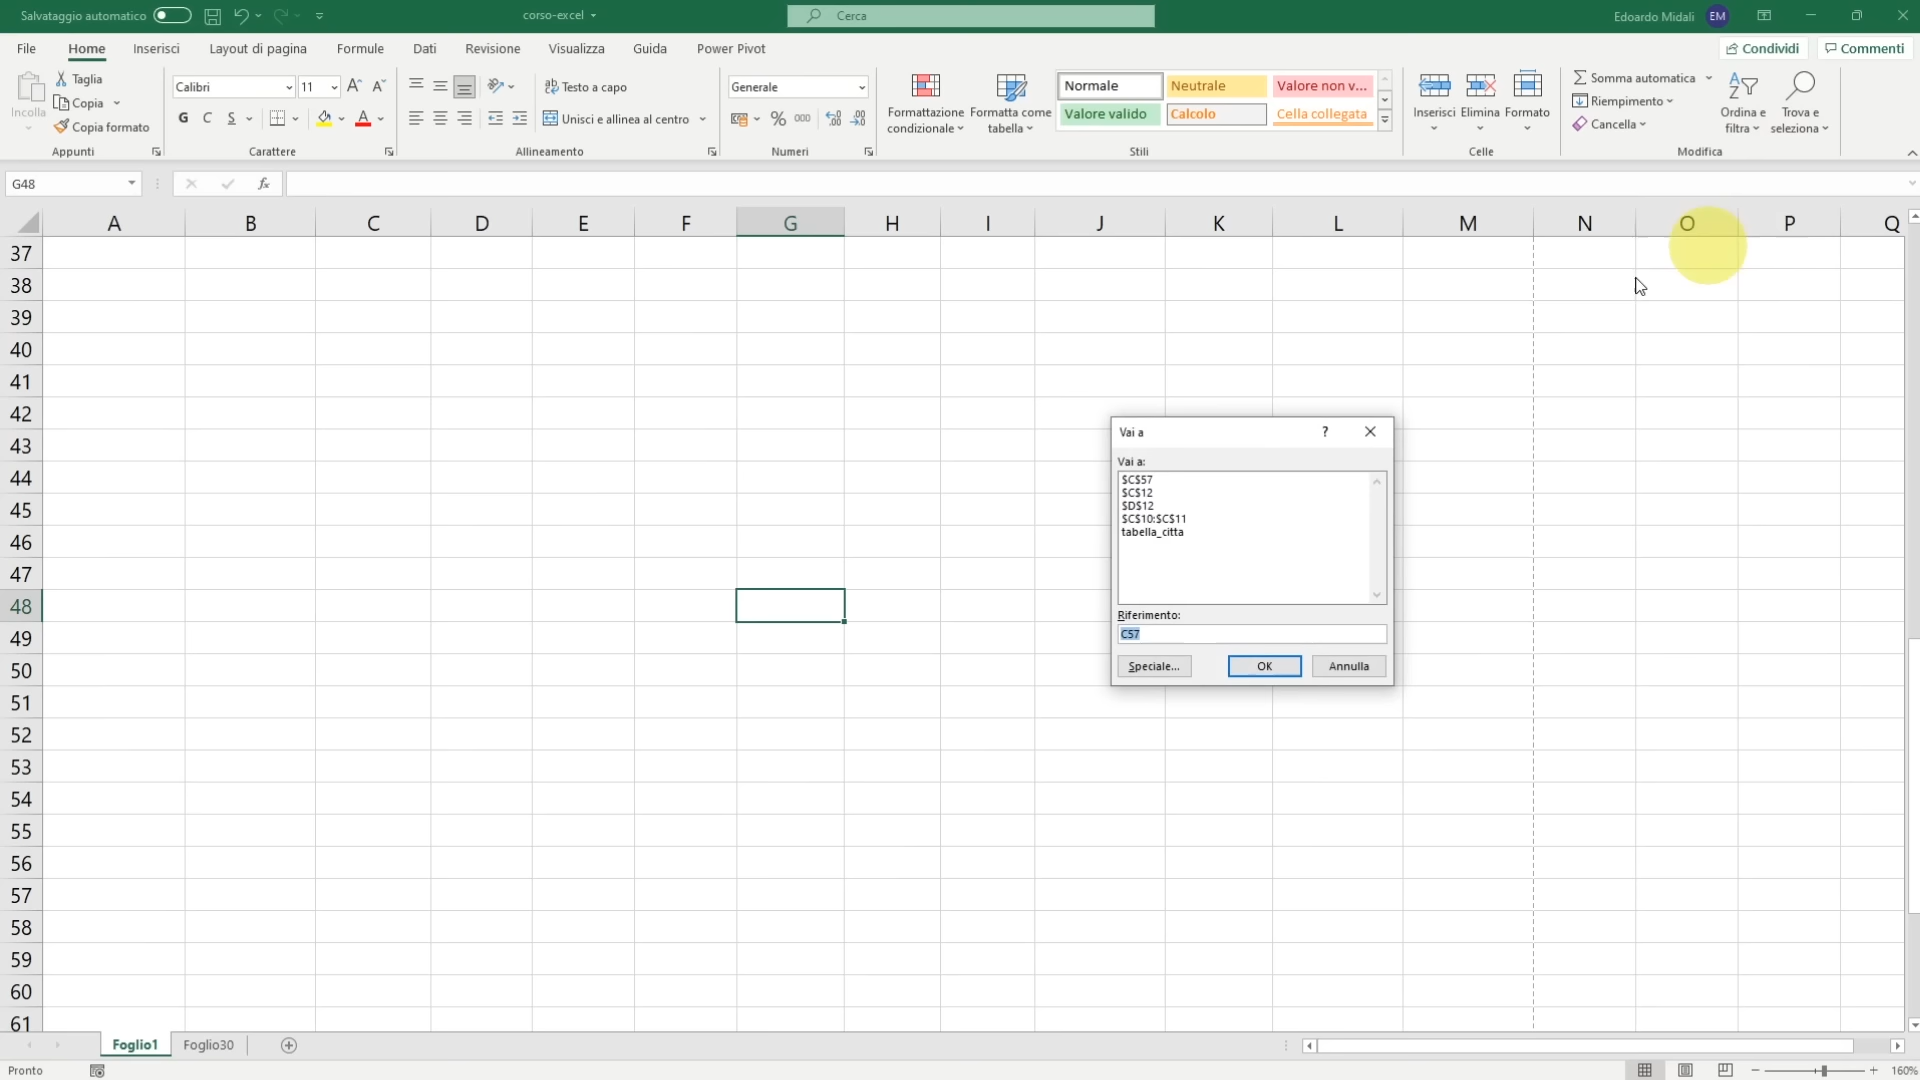 Salvataggio automatico
corso-excel
Cerca
Edoardo Midali
EM
File Home Inserisci Layout di pagina Formule Dati Revisione Visualizza Guida Power Pivot
Condividi
Commenti
Incolla
Taglia
Copia
Copia formato
Appunti
Calibri
11
G C S
Carattere
Testo a capo
Unisci e allinea al centro
Allineamento
Generale
% 000
Numeri
Formattazione condizionale
Formatta come tabella
Normale Neutrale Valore non v...
Valore valido Calcolo Cella collegata
Stili
Inserisci Elimina Formato
Celle
Somma automatica
Riempimento
Cancella
Ordina e filtra
Trova e seleziona
Modifica
G48
fx
A B C D E F G H I J K L M N O P Q
37
38
39
40
41
42
43
44
45
46
47
48
49
50
51
52
53
54
55
56
57
58
59
60
61
Vai a
?
Vai a:
$C$57
$C$12
$D$12
$C$10:$C$11
tabella_citta
Riferimento:
C57
Speciale... OK Annulla
Foglio1 Foglio30
Pronto
160%